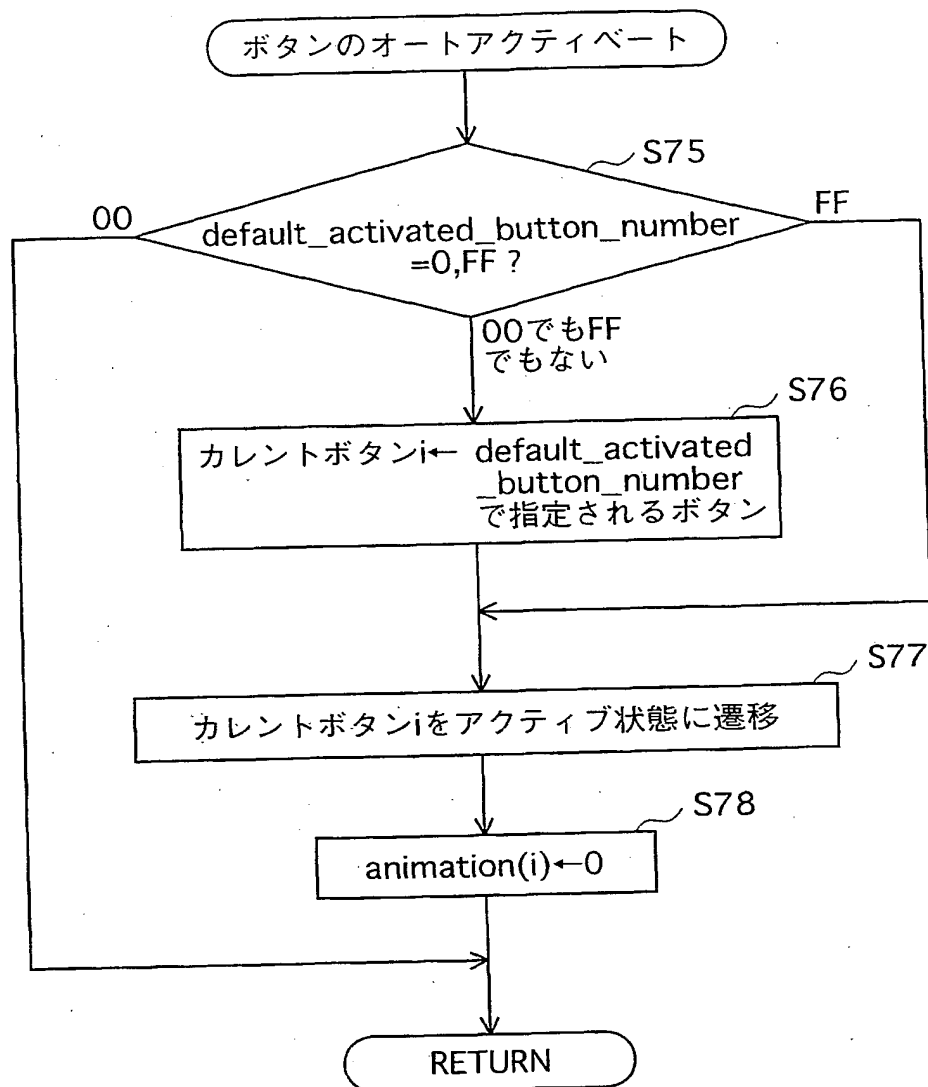 ボタンのオートアクティベート
S75
00
FF
default_activated_button_number
=0,FF ?
00でもFF
でもない
S76
カレントボタンi← default_activated
_button_number
で指定されるボタン
S77
カレントボタンiをアクティブ状態に遷移
S78
animation(i)←0
RETURN